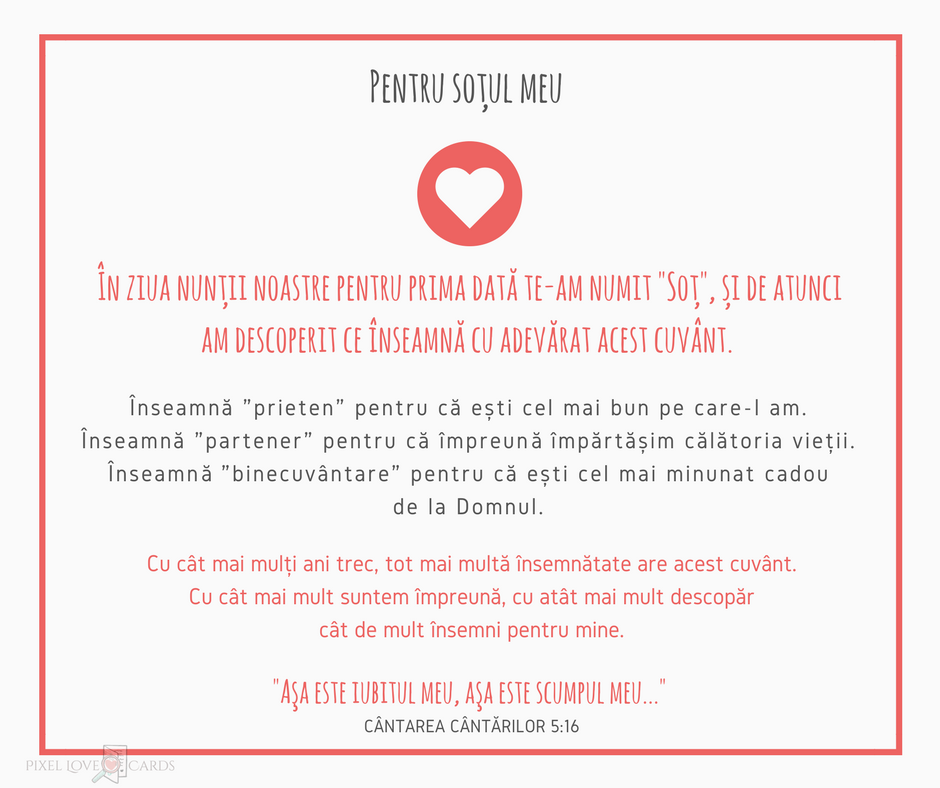 Pentru soțul meu
În ziua nunții noastre pentru prima dată te-am numit "Soț", și de atunci
am descoperit ce înseamnă cu adevărat acest cuvânt.
Înseamnă ”prieten” pentru că ești cel mai bun pe care-l am.
Înseamnă ”partener” pentru că împreună împărtășim călătoria vieții.
Înseamnă ”binecuvântare” pentru că ești cel mai minunat cadou
de la Domnul.
Cu cât mai mulți ani trec, tot mai multă însemnătate are acest cuvânt.
Cu cât mai mult suntem împreună, cu atât mai mult descopăr
cât de mult însemni pentru mine.
"Aşa este iubitul meu, aşa este scumpul meu..."
CÂNTAREA CÂNTĂRILOR 5:16
PIXEL LOVE CARDS